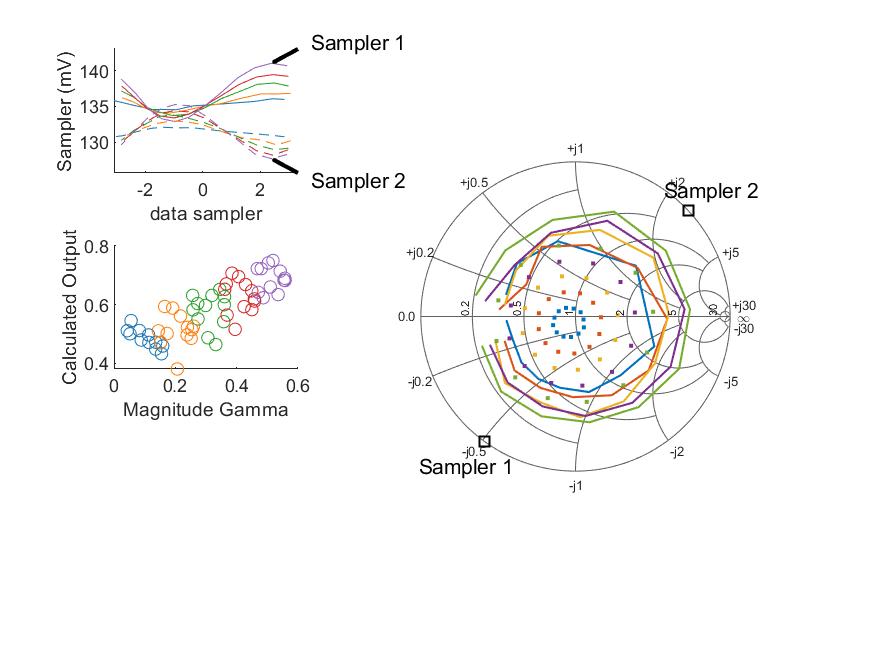 Sampler 1
140
135
130
Sampler (mV)
-2
0
2
data sampler
Sampler 2
0.8
0.6
0.4
Calculated Output
0
0.2
0.4
0.6
Magnitude Gamma
+j1
+j0.5
+j2
Sampler 2
+j0.2
+j5
0.0
0.2
0.5
1
2
5
30
+j30
∞
-j30
-j0.2
-j5
-j0.5
-j2
Sampler 1
-j1